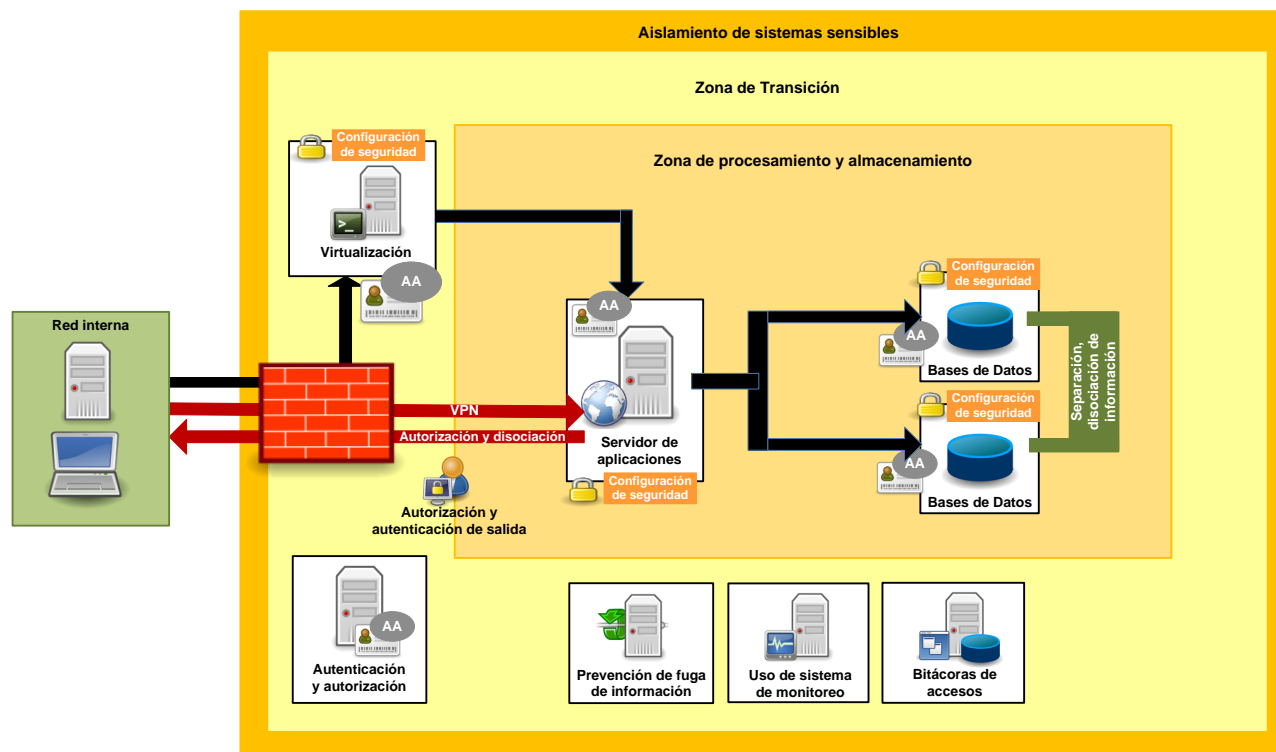 Aislamiento de sistemas sensibles
Zona de Transición
Configuración
de seguridad
>_
Virtualización
AA
Zona de procesamiento y almacenamiento
Red interna
AA
VPN
Autorización y disociación
Servidor de
aplicaciones
Configuración
de seguridad
Autorización y
autenticación de salida
Configuración
de seguridad
AA
Bases de Datos
Configuración
de seguridad
AA
Bases de Datos
Separación,
disociación de
información
AA
Autenticación
y autorización
Prevención de fuga
de información
Uso de sistema
de monitoreo
Bitácoras de
accesos